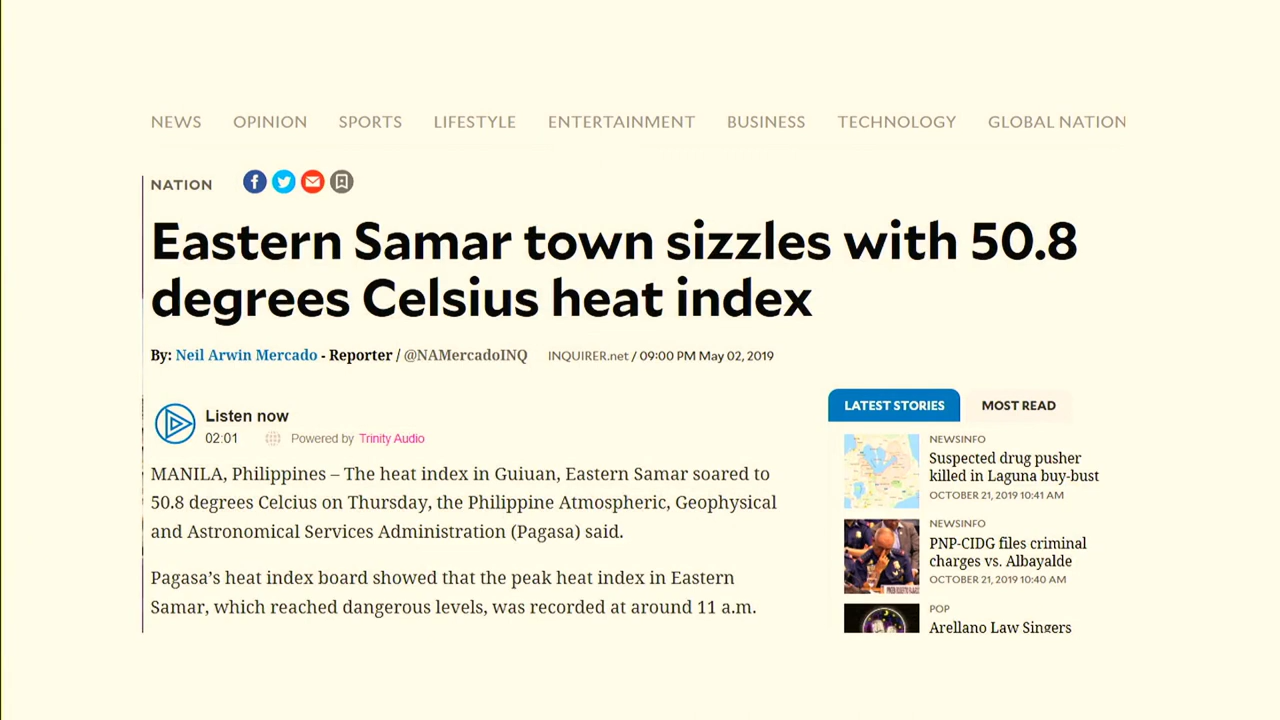 NEWS OPINION SPORTS LIFESTYLE ENTERTAINMENT BUSINESS TECHNOLOGY GLOBAL NATION
NATION
Eastern Samar town sizzles with 50.8
degrees Celsius heat index
By: Neil Arwin Mercado - Reporter / @NAMercadoINQ INQUIRER.net / 09:00 PM May 02, 2019
Listen now
02:01 Powered by Trinity Audio
MANILA, Philippines – The heat index in Guiuan, Eastern Samar soared to
50.8 degrees Celcius on Thursday, the Philippine Atmospheric, Geophysical
and Astronomical Services Administration (Pagasa) said.
Pagasa’s heat index board showed that the peak heat index in Eastern
Samar, which reached dangerous levels, was recorded at around 11 a.m.
LATEST STORIES MOST READ
NEWSINFO
Suspected drug pusher
killed in Laguna buy-bust
OCTOBER 21, 2019 10:41 AM
NEWSINFO
PNP-CIDG files criminal
charges vs. Albayalde
OCTOBER 21, 2019 10:40 AM
POP
Arellano Law Singers